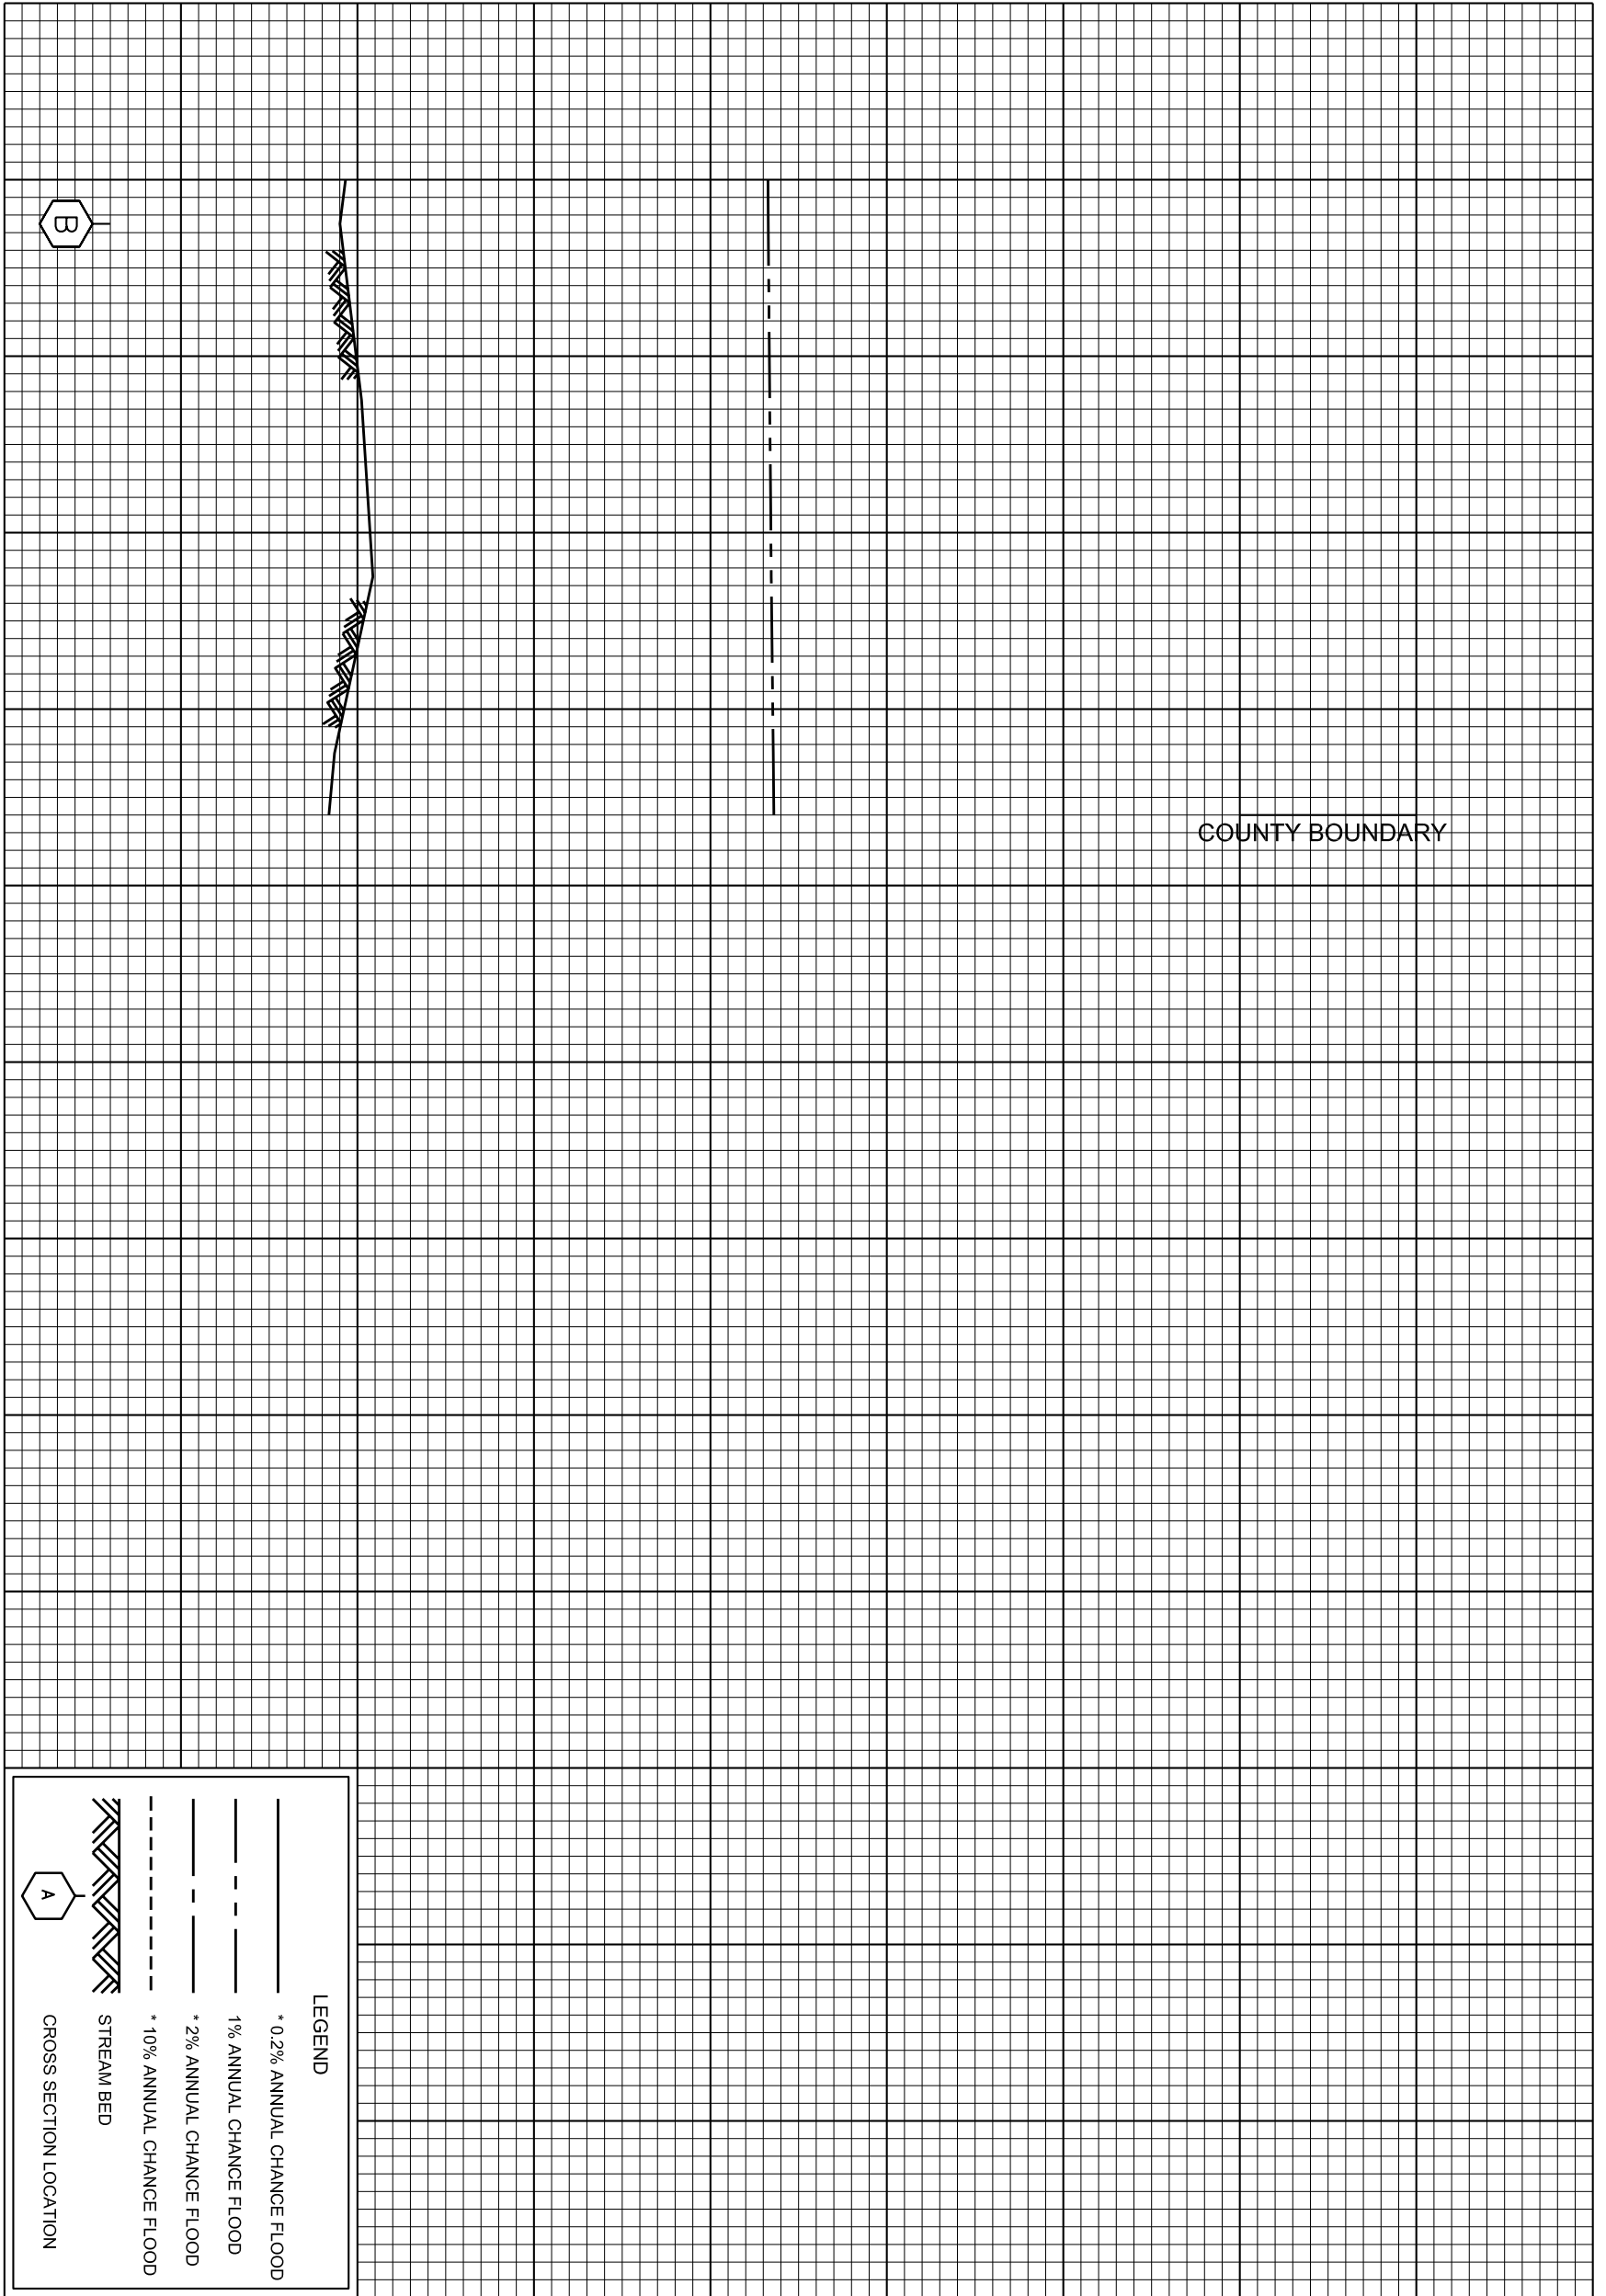 COUNTY BOUNDARY
B
LEGEND
* 0.2% ANNUAL CHANCE FLOOD
1% ANNUAL CHANCE FLOOD
* 2% ANNUAL CHANCE FLOOD
* 10% ANNUAL CHANCE FLOOD
STREAM BED
A
CROSS SECTION LOCATION